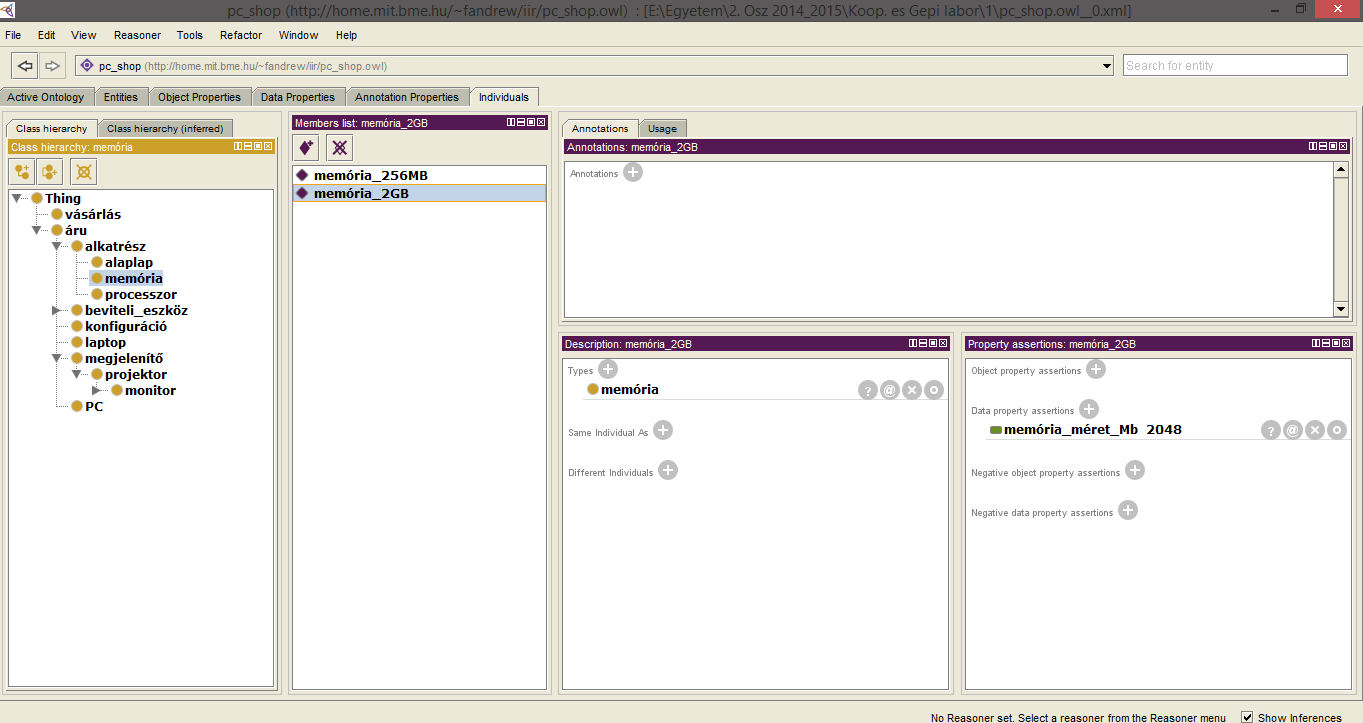 pc_shop (http://home.mit.bme.hu/~fandrew/iir/pc_shop.owl) : [E:\Egyetem\2. Osz 2014_2015\Koop. es Gepi labor\1\pc_shop.owl__0.xml]
File Edit View Reasoner Tools Refactor Window Help
pc_shop (http://home.mit.bme.hu/~fandrew/iir/pc_shop.owl)
Search for entity
Active Ontology Entities Object Properties Data Properties Annotation Properties Individuals
Class hierarchy Class hierarchy (inferred)
Class hierarchy: memória
Thing
vásárlás
áru
alkatrész
alaplap
memória
processzor
beviteli_eszköz
konfiguráció
laptop
megjelenítő
projektor
monitor
PC
Members list: memória_2GB
memória_256MB
memória_2GB
Annotations Usage
Annotations: memória_2GB
Annotations
Description: memória_2GB
Types
memória
Same Individual As
Different Individuals
Property assertions: memória_2GB
Object property assertions
Data property assertions
memória_méret_Mb 2048
Negative object property assertions
Negative data property assertions
No Reasoner set. Select a reasoner from the Reasoner menu Show Inferences